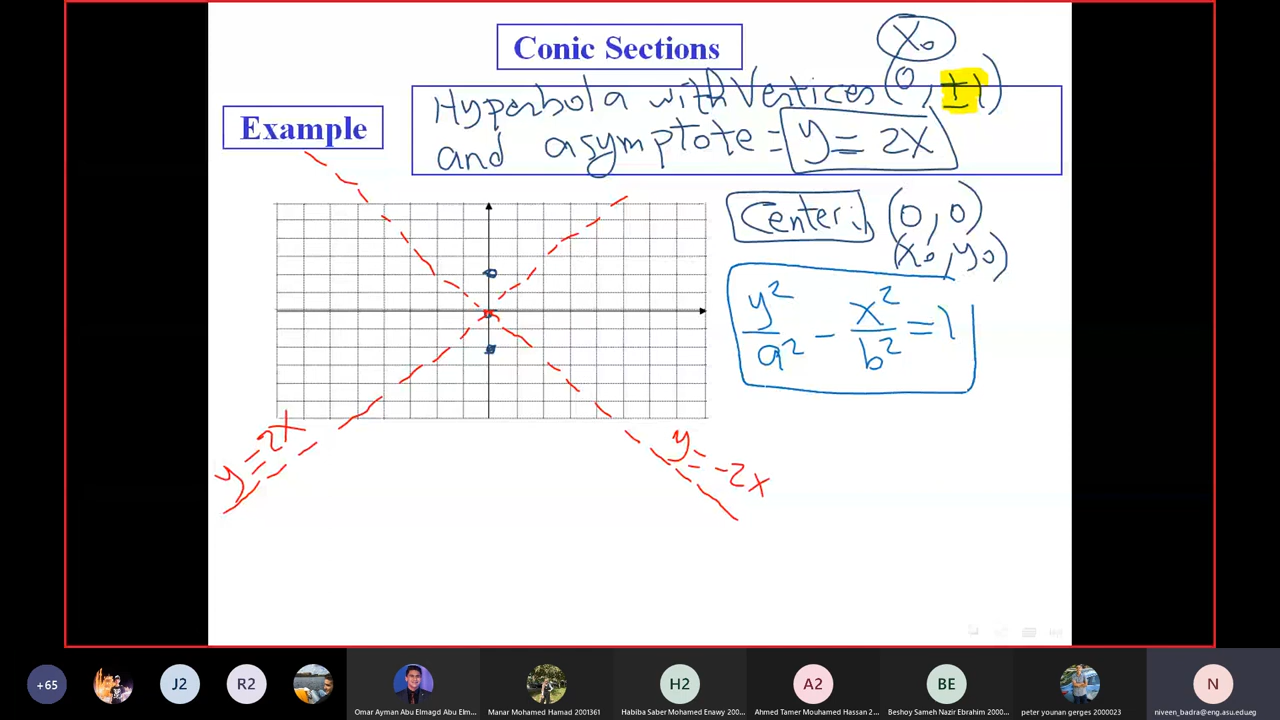 Conic Sections
x₀
Example
Hyperbola with Vertices (0, ±1)
and asymptote = y = 2x
Center is (0, 0)
(x₀, y₀)
y²/a² - x²/b² = 1
y = 2x
y = -2x
+65
J2
R2
Omar Ayman Abu Elmagd Abu Elm...
Manar Mohamed Hamad 2001361
H2
Habiba Saber Mohamed Enawy 200...
A2
Ahmed Tamer Mouhamed Hassan 2...
BE
Beshoy Sameh Nazir Ebrahim 2000...
peter younan gerges 2000023
N
niveen_badra@eng.asu.edu.eg